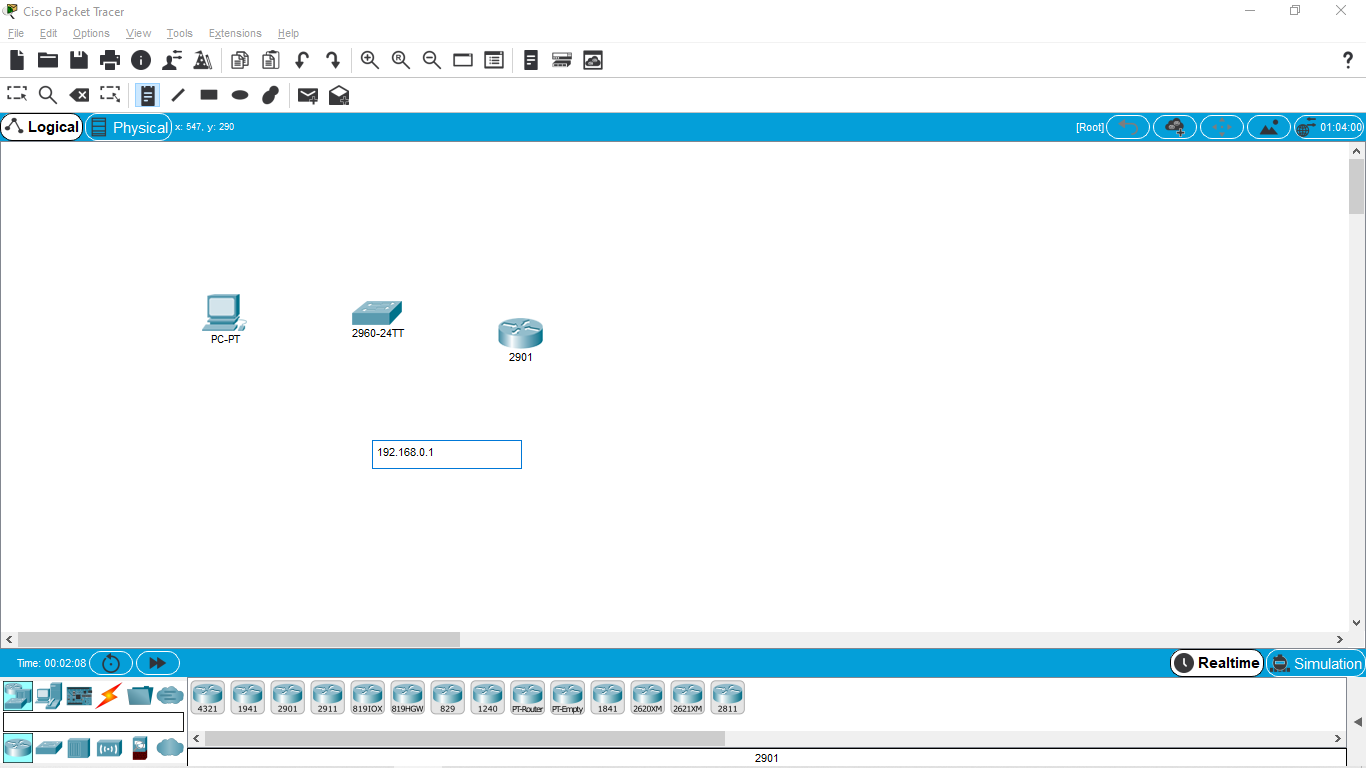 Cisco Packet Tracer
File Edit Options View Tools Extensions Help
R
?
Logical Physical x: 547, y: 290 [Root] 01:04:00
PC-PT
2960-24TT
2901
192.168.0.1
Time: 00:02:08 Realtime Simulation
4321 1941 2901 2911 819IOX 819HGW 829 1240 PT-Router PT-Empty 1841 2620XM 2621XM 2811
2901